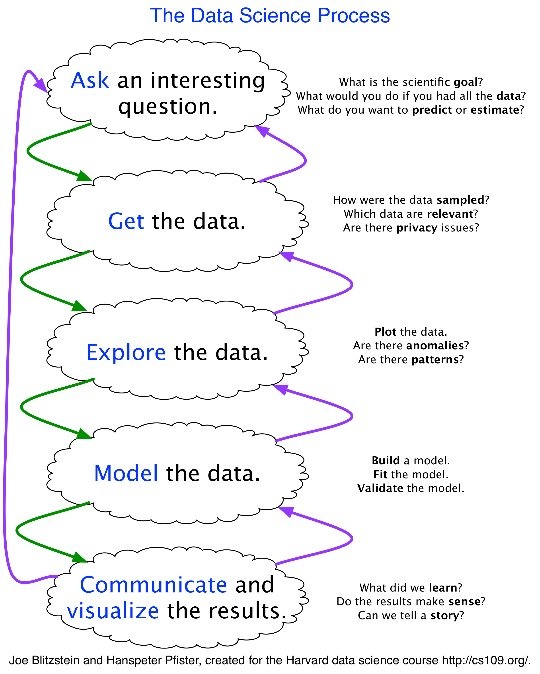 The Data Science Process
Ask an interesting
question.
What is the scientific goal?
What would you do if you had all the data?
What do you want to predict or estimate?
Get the data.
How were the data sampled?
Which data are relevant?
Are there privacy issues?
Explore the data.
Plot the data.
Are there anomalies?
Are there patterns?
Model the data.
Build a model.
Fit the model.
Validate the model.
Communicate and
visualize the results.
What did we learn?
Do the results make sense?
Can we tell a story?
Joe Blitzstein and Hanspeter Pfister, created for the Harvard data science course http://cs109.org/.